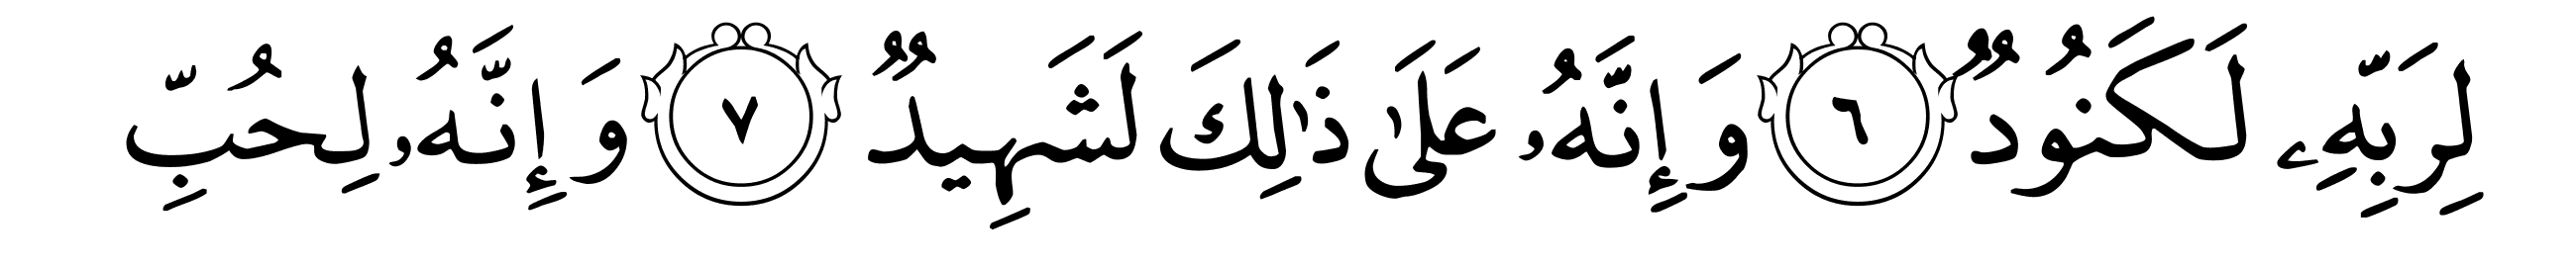 لِرَبِّهِۦ لَكَنُودٌ ٦ وَإِنَّهُۥ عَلَىٰ ذَٰلِكَ لَشَهِيدٌ ٧ وَإِنَّهُۥ لِحُبِّ